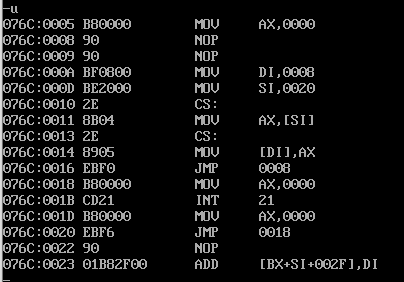 -u
076C:0005 B80000 MOV AX,0000
076C:0008 90 NOP
076C:0009 90 NOP
076C:000A BF0800 MOV DI,0008
076C:000D BE2000 MOV SI,0020
076C:0010 2E CS:
076C:0011 8B04 MOV AX,[SI]
076C:0013 2E CS:
076C:0014 8905 MOV [DI],AX
076C:0016 EBF0 JMP 0008
076C:0018 B80000 MOV AX,0000
076C:001B CD21 INT 21
076C:001D B80000 MOV AX,0000
076C:0020 EBF6 JMP 0018
076C:0022 90 NOP
076C:0023 01B82F00 ADD [BX+SI+002F],DI
-